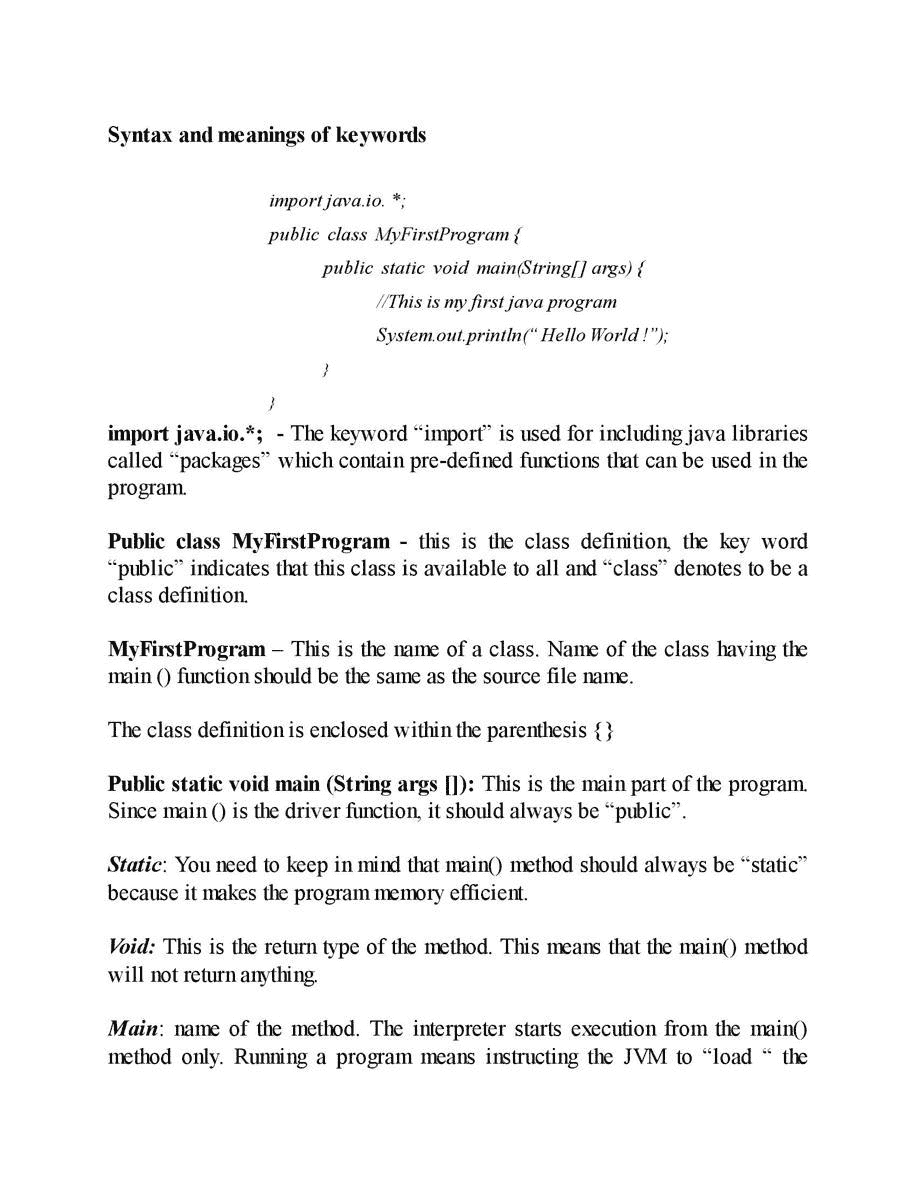 Syntax and meanings of keywords
import java.io. *;
public class MyFirstProgram {
public static void main(String[] args) {
//This is my first java program
System.out.println(“ Hello World !”);
}
}
import java.io.*; - The keyword “import” is used for including java libraries
called “packages” which contain pre-defined functions that can be used in the
program.
Public class MyFirstProgram - this is the class definition, the key word
“public” indicates that this class is available to all and “class” denotes to be a
class definition.
MyFirstProgram – This is the name of a class. Name of the class having the
main () function should be the same as the source file name.
The class definition is enclosed within the parenthesis {}
Public static void main (String args []): This is the main part of the program.
Since main () is the driver function, it should always be “public”.
Static: You need to keep in mind that main() method should always be “static”
because it makes the program memory efficient.
Void: This is the return type of the method. This means that the main() method
will not return anything.
Main: name of the method. The interpreter starts execution from the main()
method only. Running a program means instructing the JVM to “load “ the